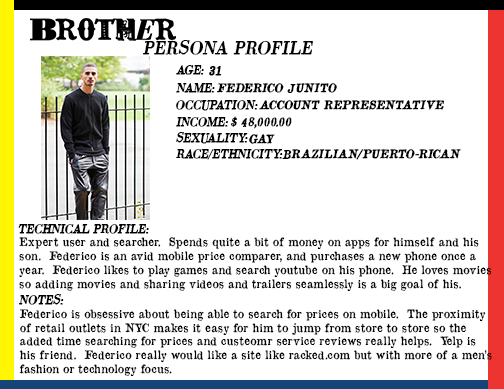 BROTHER
PERSONA PROFILE
AGE: 31
NAME: FEDERICO JUNITO
OCCUPATION: ACCOUNT REPRESENTATIVE
INCOME: $ 48,000.00
SEXUALITY: GAY
RACE/ETHNICITY: BRAZILIAN/PUERTO-RICAN
TECHNICAL PROFILE:
Expert user and searcher. Spends quite a bit of money on apps for himself and his
son. Federico is an avid mobile price comparer, and purchases a new phone once a
year. Federico likes to play games and search youtube on his phone. He loves movies
so adding movies and sharing videos and trailers seamlessly is a big goal of his.
NOTES:
Federico is obsessive about being able to search for prices on mobile. The proximity
of retail outlets in NYC makes it easy for him to jump from store to store so the
added time searching for prices and custeomr service reviews really helps. Yelp is
his friend. Federico really would like a site like racked.com but with more of a men's
fashion or technology focus.